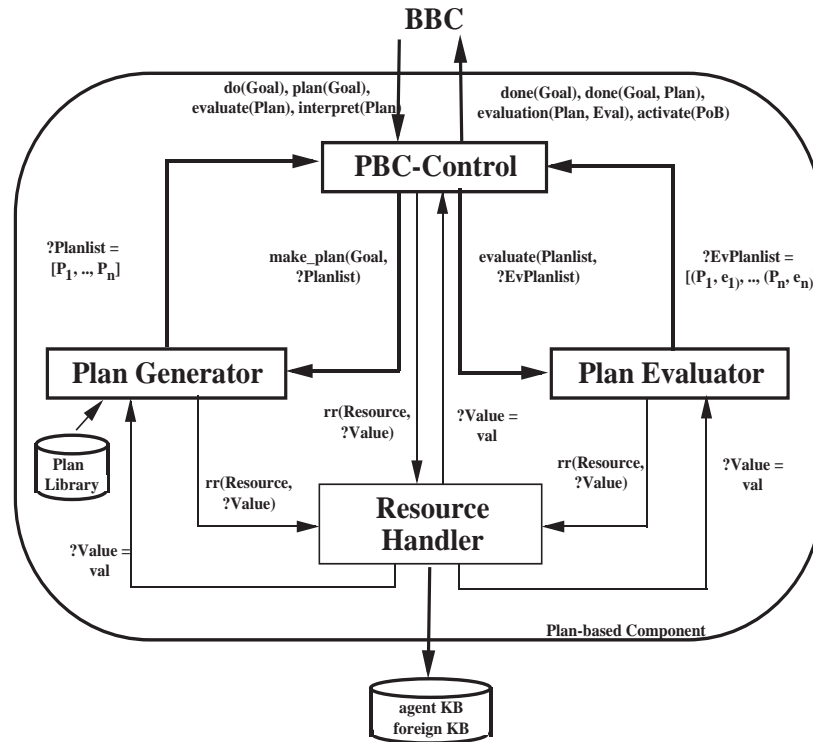 BBC
do(Goal), plan(Goal),
evaluate(Plan), interpret(Plan)
done(Goal), done(Goal, Plan),
evaluation(Plan, Eval), activate(PoB)
PBC-Control
?Planlist =
[P1, .., Pn]
make_plan(Goal,
?Planlist)
evaluate(Planlist,
?EvPlanlist)
?EvPlanlist =
[(P1, e1), .., (Pn, en)
Plan Generator
Plan Evaluator
Plan
Library
rr(Resource,
?Value)
?Value =
val
rr(Resource,
?Value)
rr(Resource,
?Value)
?Value =
val
Resource
Handler
?Value =
val
Plan-based Component
agent KB
foreign KB